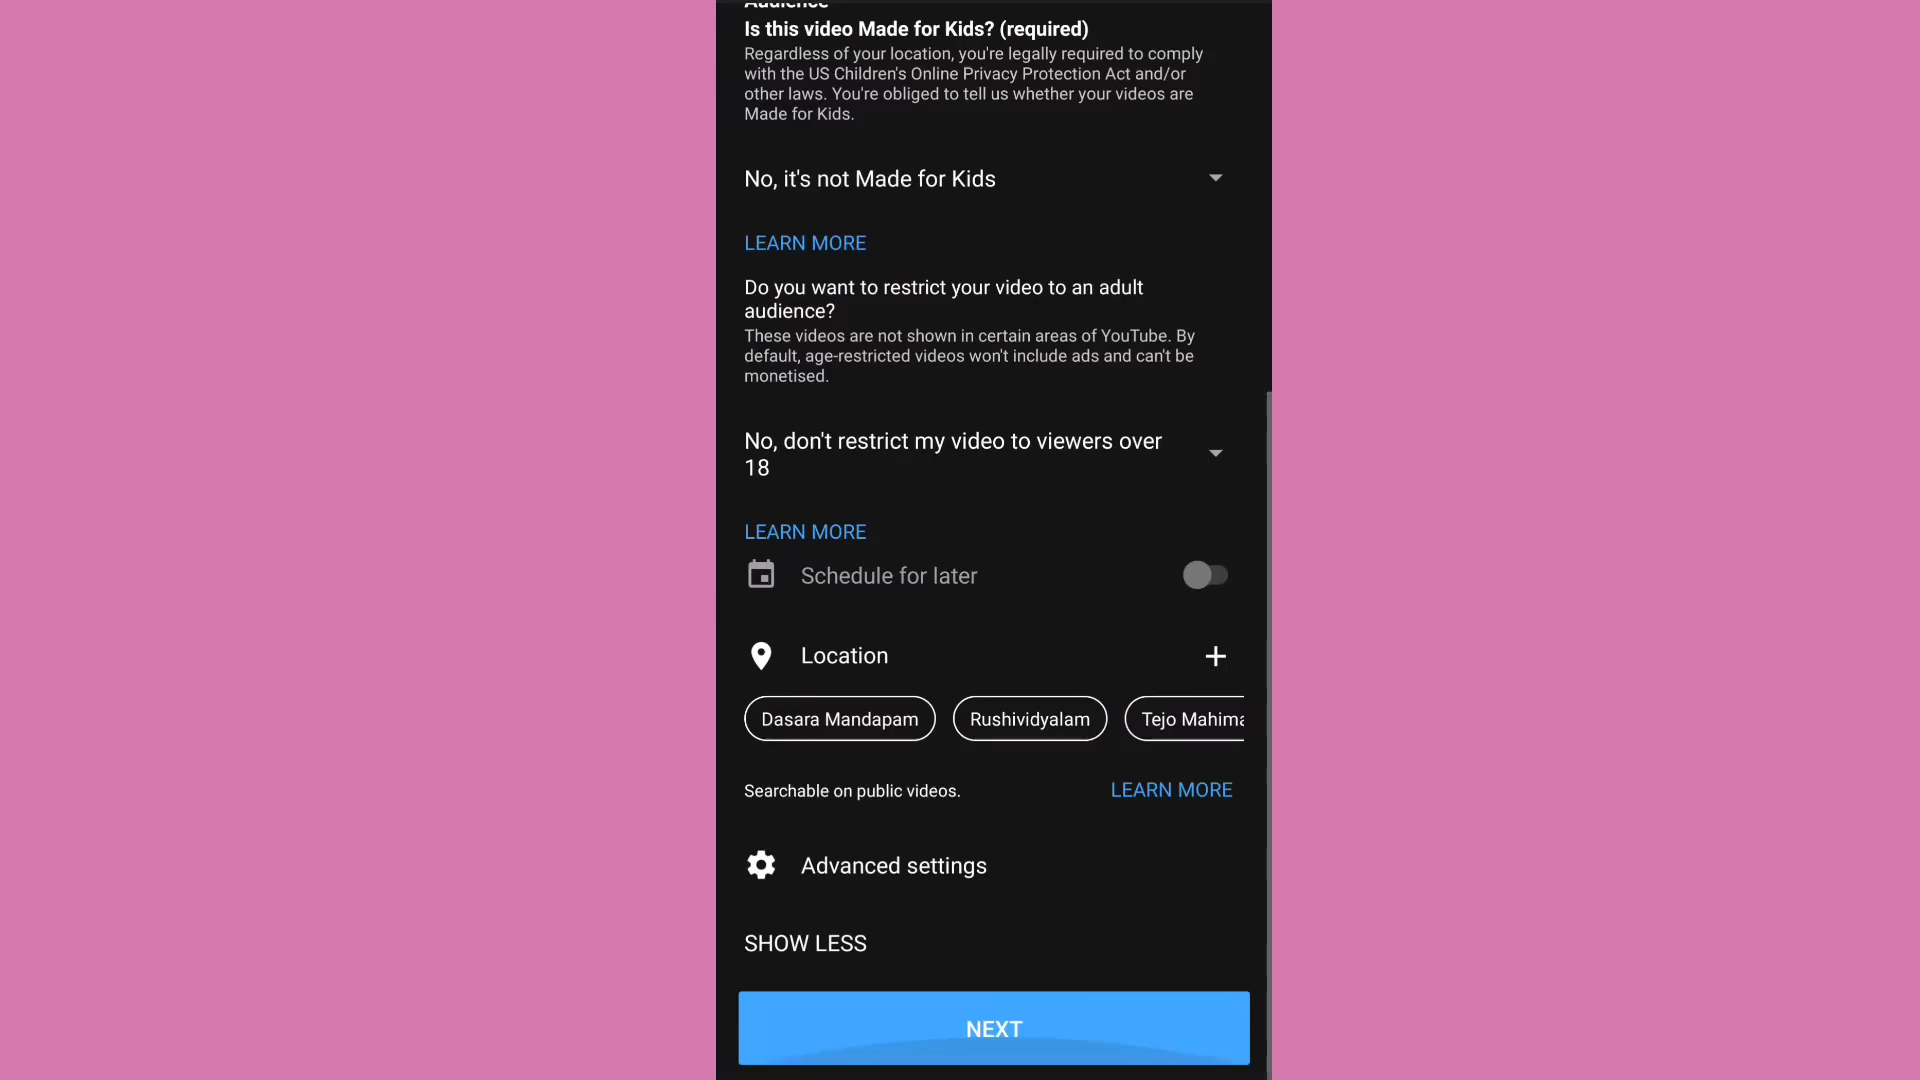 Audience
Is this video Made for Kids? (required)
Regardless of your location, you're legally required to comply
with the US Children's Online Privacy Protection Act and/or
other laws. You're obliged to tell us whether your videos are
Made for Kids.
No, it's not Made for Kids
LEARN MORE
Do you want to restrict your video to an adult
audience?
These videos are not shown in certain areas of YouTube. By
default, age-restricted videos won't include ads and can't be
monetised.
No, don't restrict my video to viewers over
18
LEARN MORE
Schedule for later
Location
Dasara Mandapam Rushividyalam Tejo Mahima
Searchable on public videos. LEARN MORE
Advanced settings
SHOW LESS
NEXT